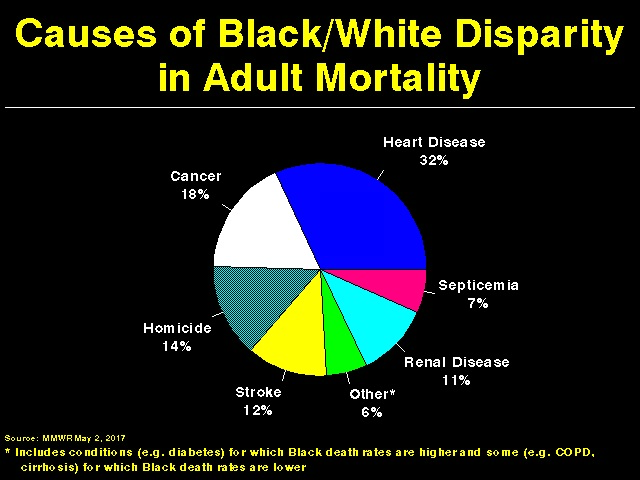 Causes of Black/White Disparity
in Adult Mortality
Heart Disease
32%
Cancer
18%
Septicemia
7%
Homicide
14%
Renal Disease
11%
Stroke
12%
Other*
6%
Source: MMWR May 2, 2017
* Includes conditions (e.g. diabetes) for which Black death rates are higher and some (e.g. COPD,
cirrhosis) for which Black death rates are lower